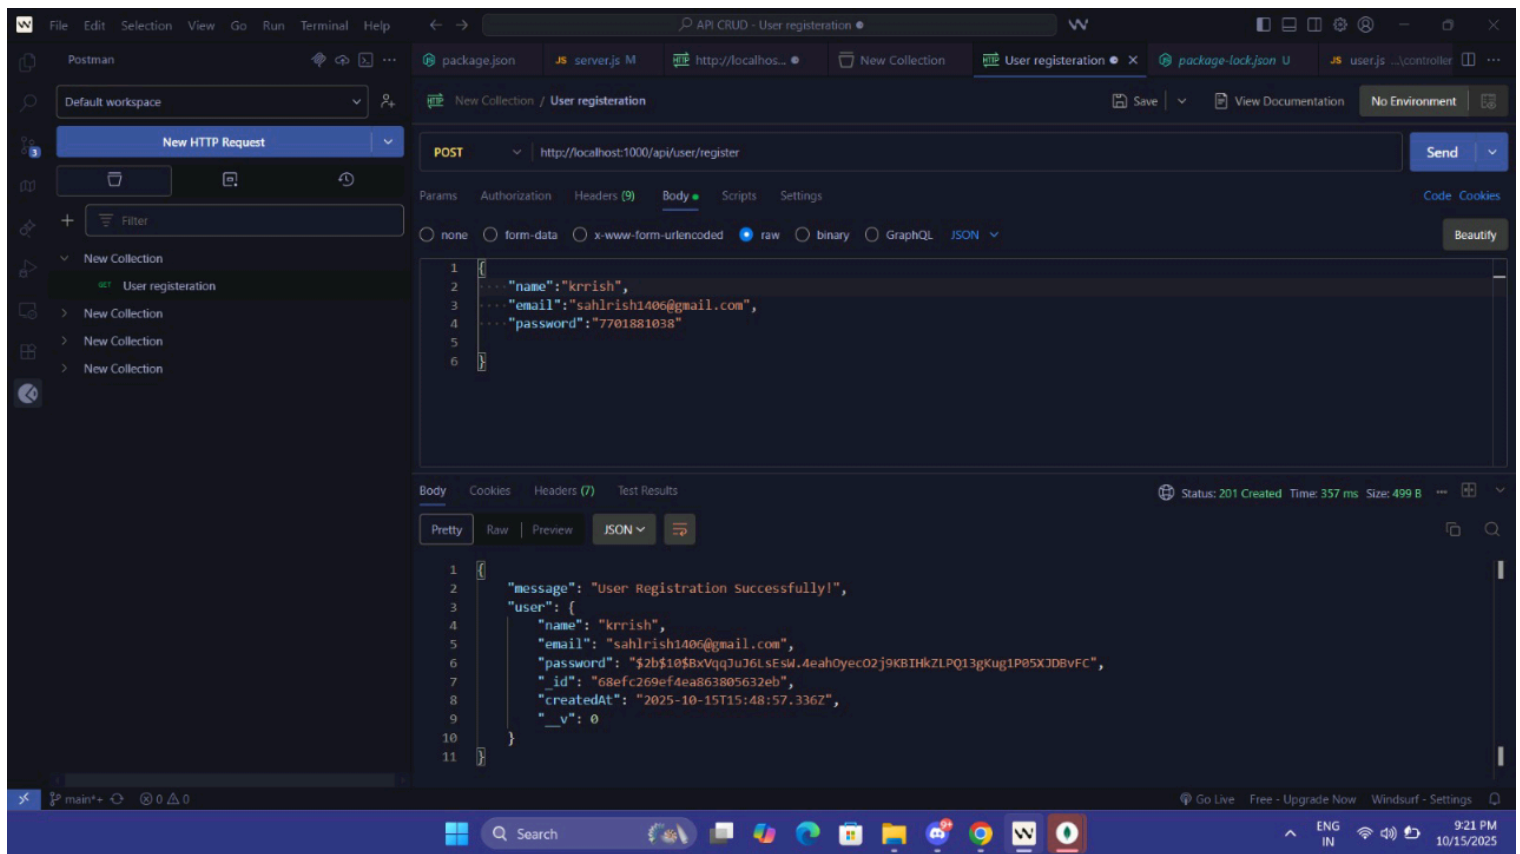 File Edit Selection View Go Run Terminal Help
API CRUD - User registeration
Postman
package.json
JS server.js M
HTTP http://localhos...
New Collection
HTTP User registeration
package-lock.json U
JS user.js ...\controller
Default workspace
HTTP New Collection / User registeration
Save
View Documentation
No Environment
New HTTP Request
POST http://localhost:1000/api/user/register
Send
Params Authorization Headers (9) Body Scripts Settings
Code Cookies
Filter
none form-data x-www-form-urlencoded raw binary GraphQL JSON
Beautify
New Collection
GET User registeration
New Collection
New Collection
New Collection
1 {
2 "name":"krrish",
3 "email":"sahlrish1406@gmail.com",
4 "password":"7701881038"
5
6 }
Body Cookies Headers (7) Test Results
Status: 201 Created Time: 357 ms Size: 499 B
Pretty Raw Preview JSON
1 {
2 "message": "User Registration Successfully!",
3 "user": {
4 "name": "krrish",
5 "email": "sahlrish1406@gmail.com",
6 "password": "$2b$10$BxVqqJuJ6LsEsW.4eahOyecO2j9KBIHkZLPQ13gKug1P05XJDBvFC",
7 "_id": "68efc269ef4ea863805632eb",
8 "createdAt": "2025-10-15T15:48:57.336Z",
9 "__v": 0
10 }
11 }
3
main*+ 0 0
Go Live Free - Upgrade Now Windsurf - Settings
Search
9+
ENG
IN
9:21 PM
10/15/2025